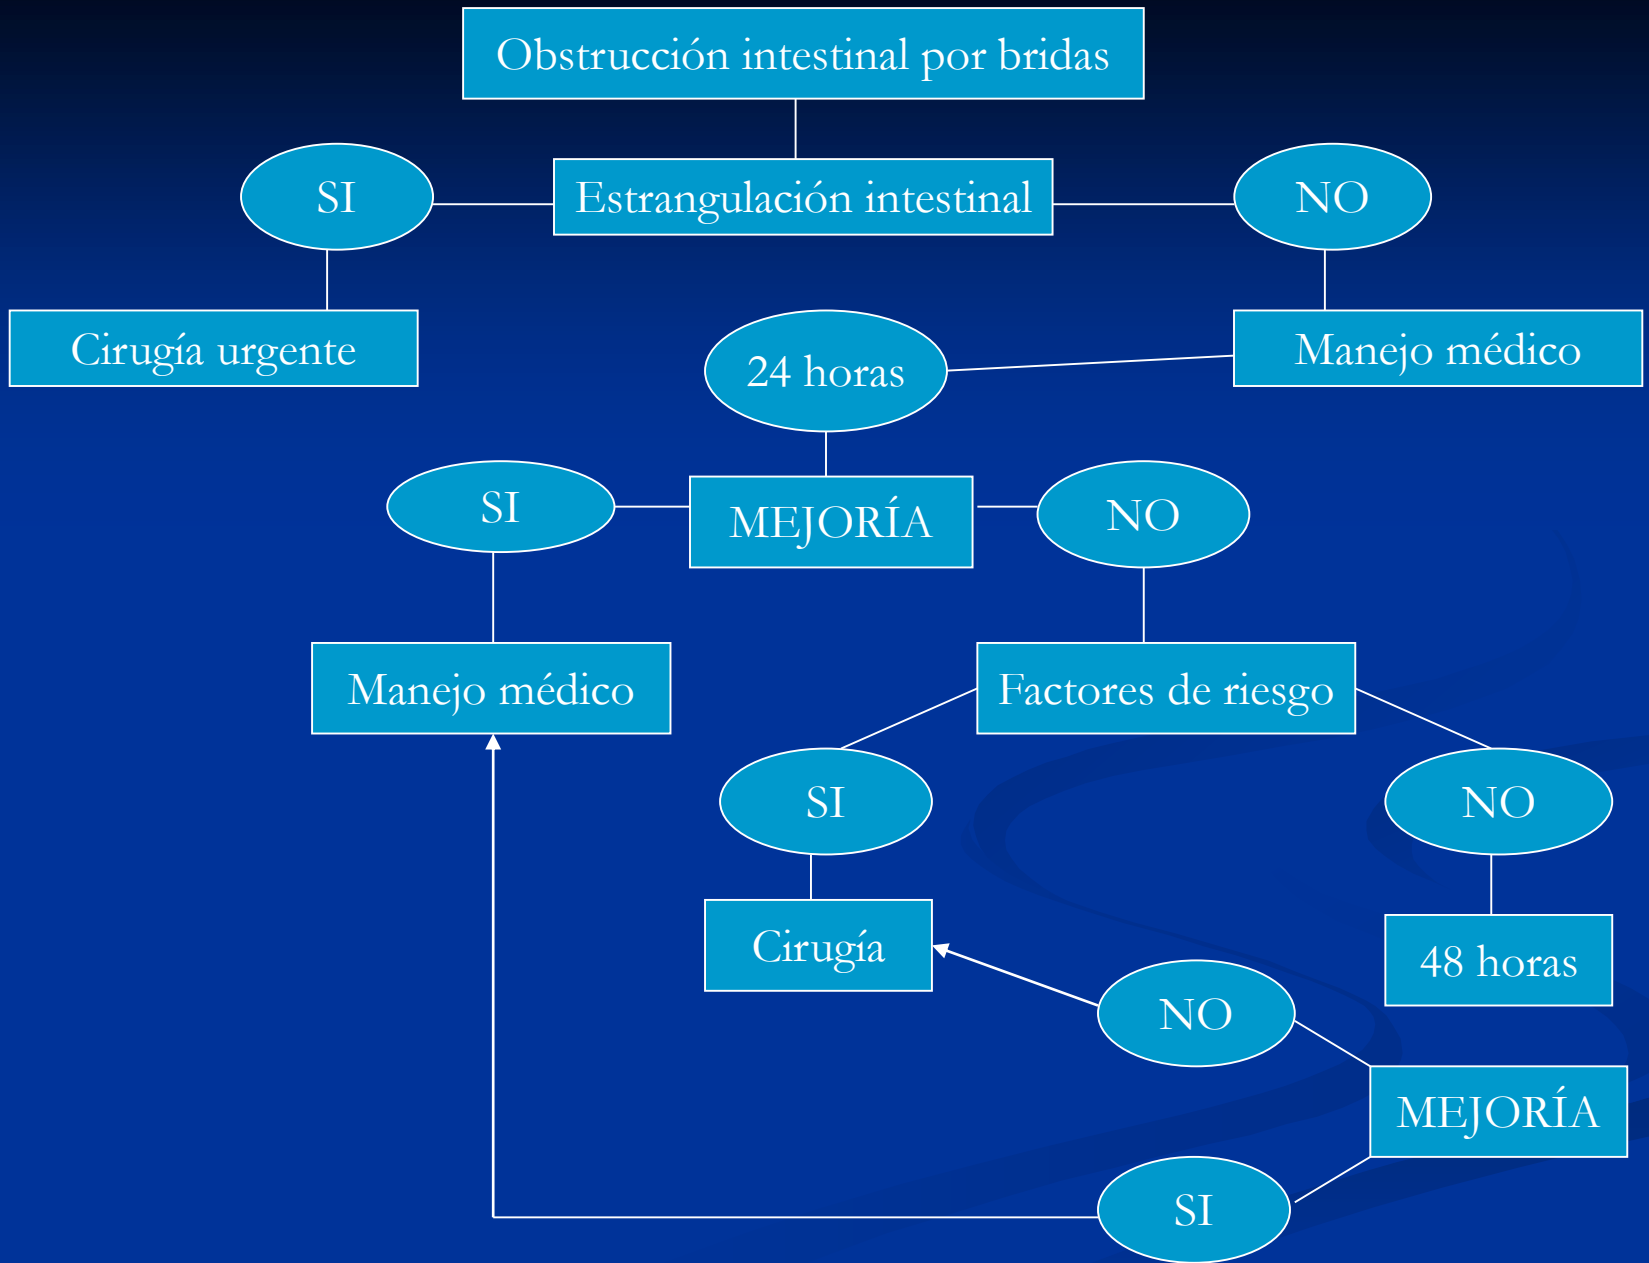 Obstrucción intestinal por bridas
SI
Estrangulación intestinal
NO
Cirugía urgente
24 horas
Manejo médico
SI
MEJORÍA
NO
Manejo médico
Factores de riesgo
SI
NO
Cirugía
48 horas
NO
MEJORÍA
SI